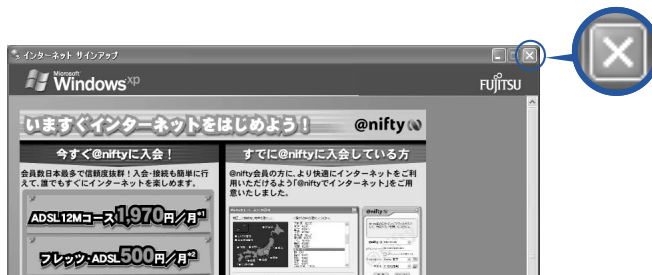 インターネット サインアップ
Microsoft
Windows xp
FUJITSU
いますぐインターネットをはじめよう！
@nifty
今すぐ@niftyに入会！
すでに@niftyに入会している方
会員数日本最多で信頼度抜群！入会・接続も簡単に行
えて、誰でもすぐにインターネットを楽しめます。
@nifty会員の方に、より快適にインターネットをご利
用いただけるよう「@niftyでインターネット」をご用
意いたしました。
ADSL12Mコース1,970円/月*1
フレッツ・ADSL500円/月*2
@nifty